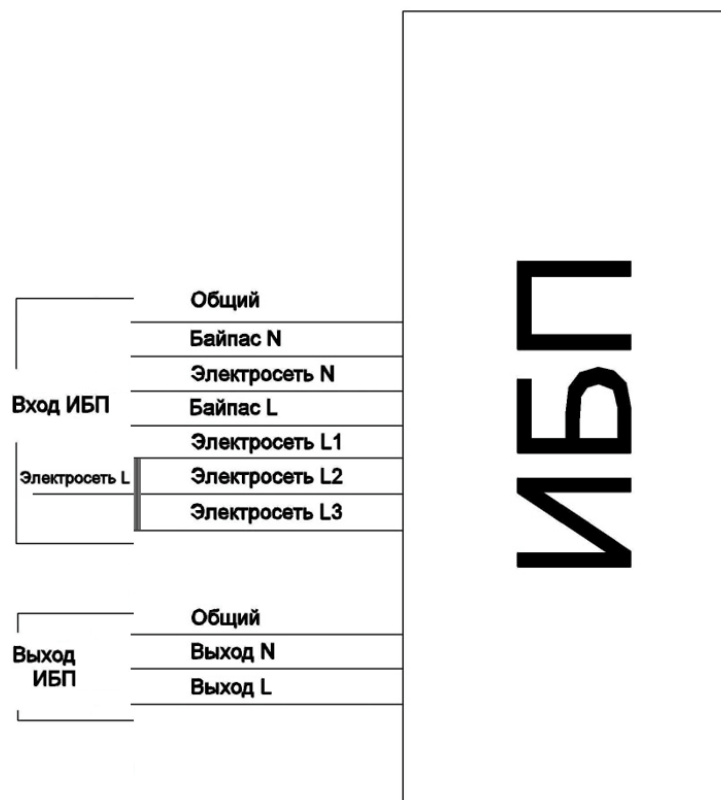 Общий
Байпас N
Электросеть N
Вход ИБП
Байпас L
Электросеть L1
Электросеть L
Электросеть L2
Электросеть L3
Общий
Выход
ИБП
Выход N
Выход L
ИБП